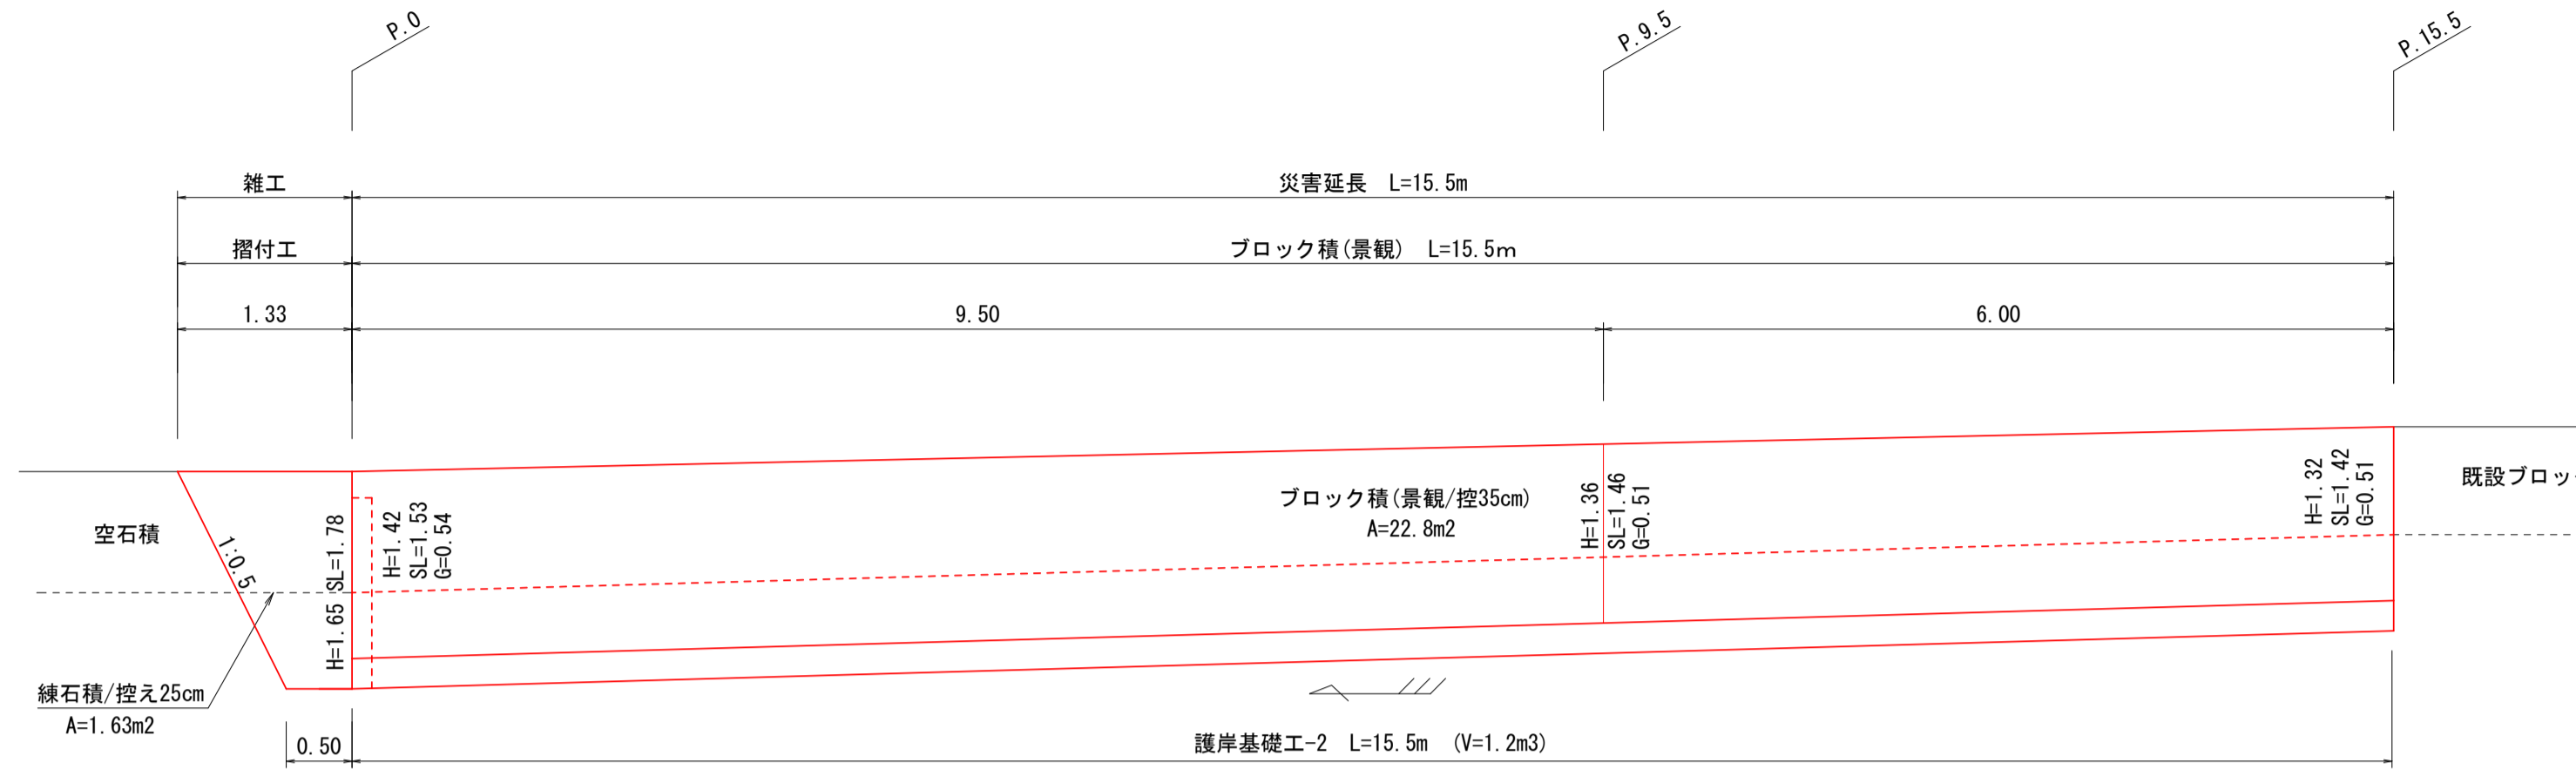 P.0
P.9.5
P.15.5
雑工
災害延長　L=15.5m
摺付工
ブロック積(景観)　L=15.5m
1.33
9.50
6.00
空石積
1:0.5
H=1.65 SL=1.78
H=1.42
SL=1.53
G=0.54
ブロック積(景観/控35cm)
A=22.8m2
H=1.36
SL=1.46
G=0.51
H=1.32
SL=1.42
G=0.51
既設ブロッ
練石積/控え25cm
A=1.63m2
0.50
護岸基礎工-2　L=15.5m　(V=1.2m3)